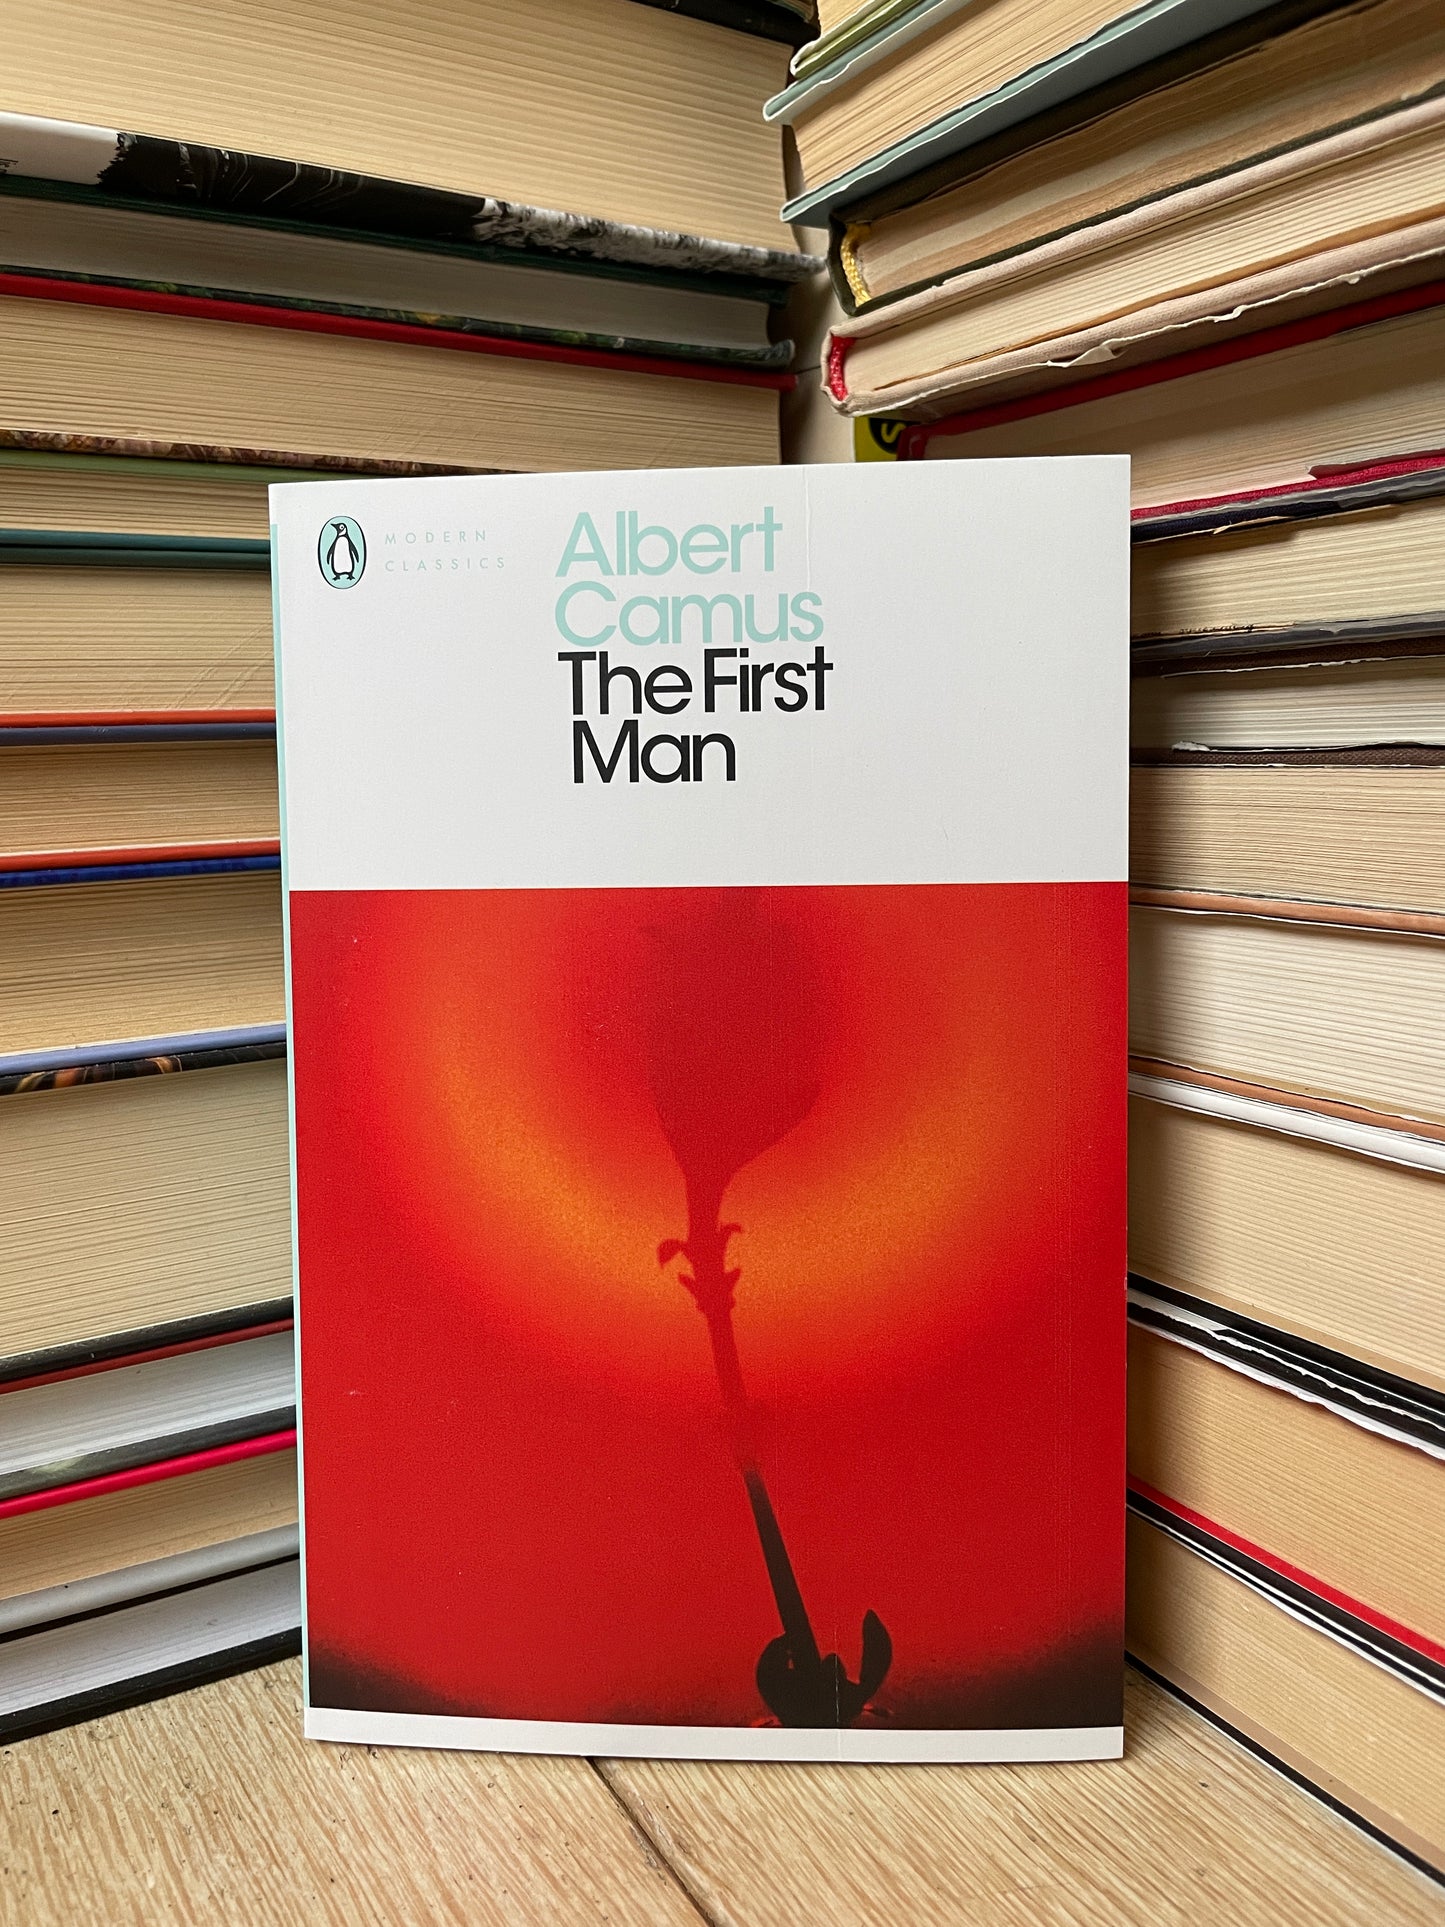 MODERN
CLASSICS
Albert
Camus
The First
Man